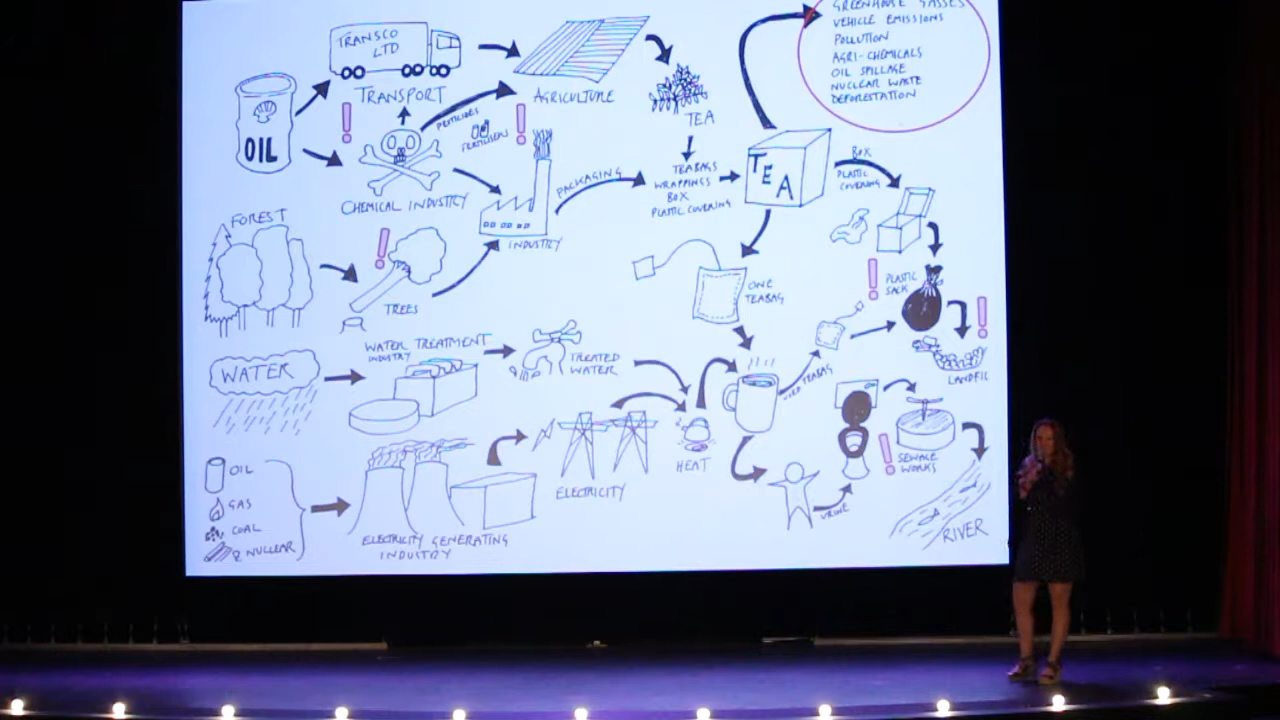 GREENHOUSE GASSES
VEHICLE EMISSIONS
POLLUTION
AGRI-CHEMICALS
OIL SPILLAGE
NUCLEAR WASTE
DEFORESTATION
TRANSCO
LTD
TRANSPORT
AGRICULTURE
OIL
PESTICIDES
FERTILISERS
TEA
CHEMICAL INDUSTRY
PACKAGING
TEABAGS
WRAPPINGS
BOX
PLASTIC COVERING
TEA
BOX
PLASTIC
COVERING
FOREST
INDUSTRY
TREES
ONE
TEABAG
PLASTIC
SACK
WATER
WATER TREATMENT
INDUSTRY
TREATED
WATER
USED TEABAG
LANDFIL
HEAT
SEWAGE
WORKS
OIL
GAS
COAL
& NUCLEAR
ELECTRICITY
ELECTRICITY GENERATING
INDUSTRY
URINE
RIVER